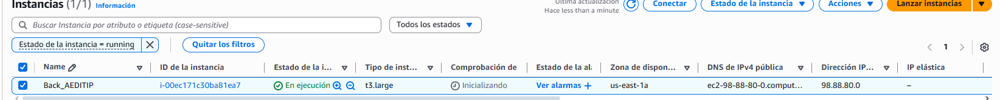 Instancias (1/1) Información
Última actualización
Hace less than a minute
Conectar
Estado de la instancia
Acciones
Lanzar instancias
Buscar Instancia por atributo o etiqueta (case-sensitive)
Todos los estados
Estado de la instancia = running
Quitar los filtros
1
Name ID de la instancia Estado de la i... Tipo de inst... Comprobación de Estado de la ala Zona de dispon... DNS de IPv4 pública Dirección IP... IP elástica
Back_AEDITIP i-00ec171c30ba81ea7 En ejecución t3.large Inicializando Ver alarmas + us-east-1a ec2-98-88-80-0.comput... 98.88.80.0 –